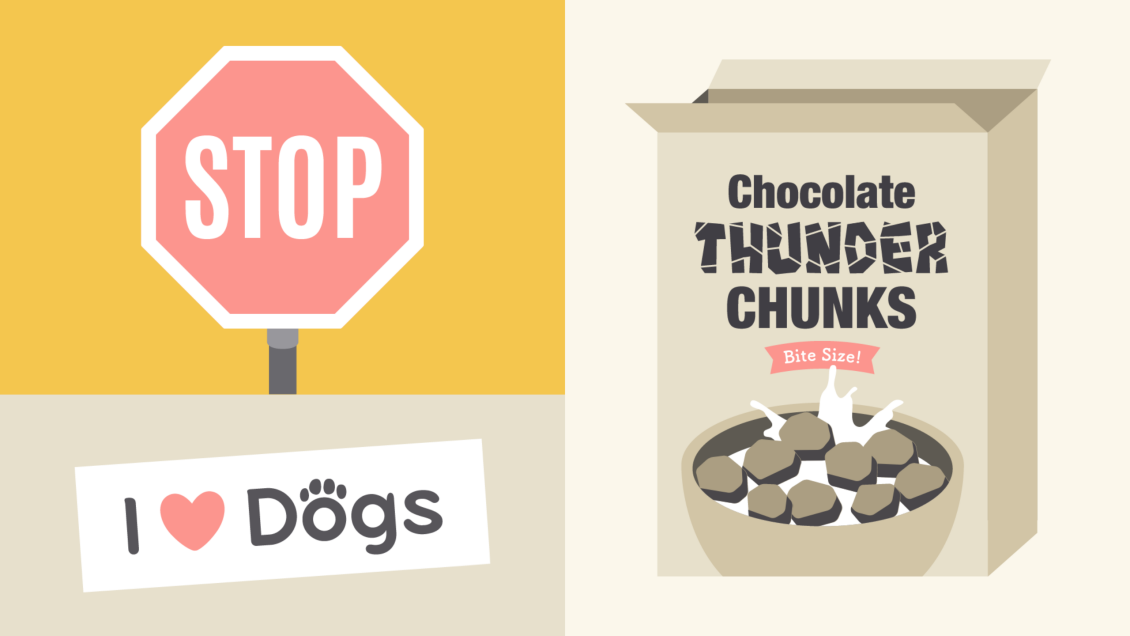 STOP
I ♥ Dogs
Chocolate
THUNDER
CHUNKS
Bite Size!